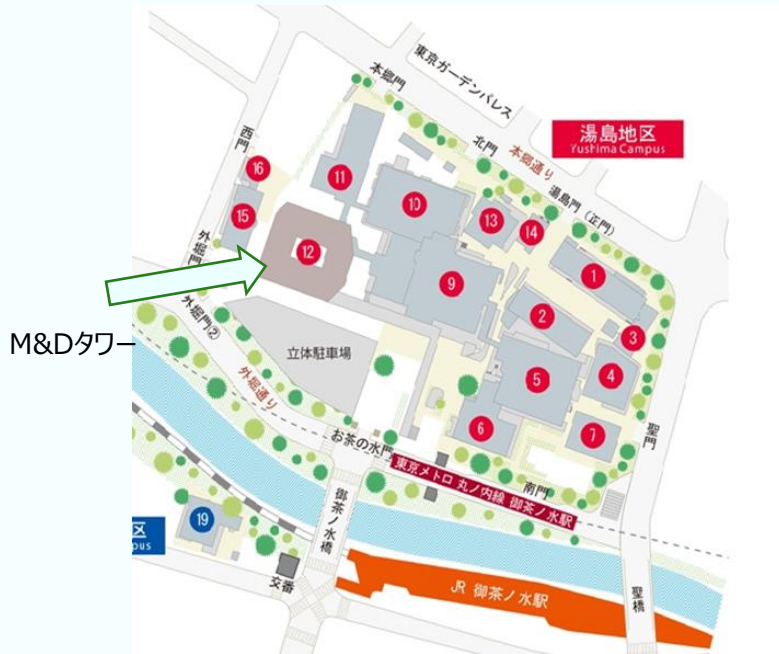 東京ガーデンパレス
本郷門
湯島地区
Yushima Campus
西門
北門
本郷通り
湯島門(正門)
16
11
10
13
14
15
12
9
1
外堀門
2
3
M&Dタワー
外堀門②
立体駐車場
5
4
外堀通り
6
7
聖門
お茶の水門
東京メトロ 丸ノ内線 御茶ノ水駅
南門
19
区
pus
御茶ノ水橋
交番
JR 御茶ノ水駅
聖橋